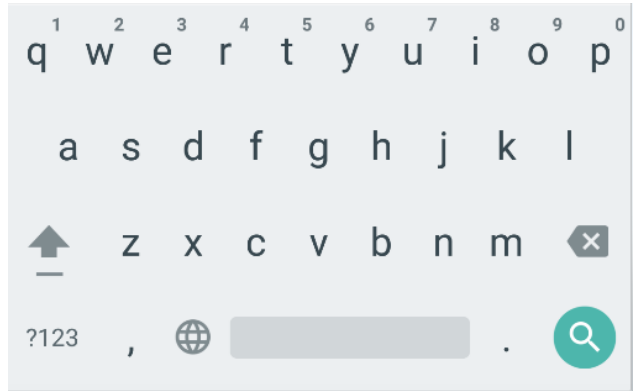 1 2 3 4 5 6 7 8 9 0
q w e r t y u i o p
a s d f g h j k l
z x c v b n m
?123 , .